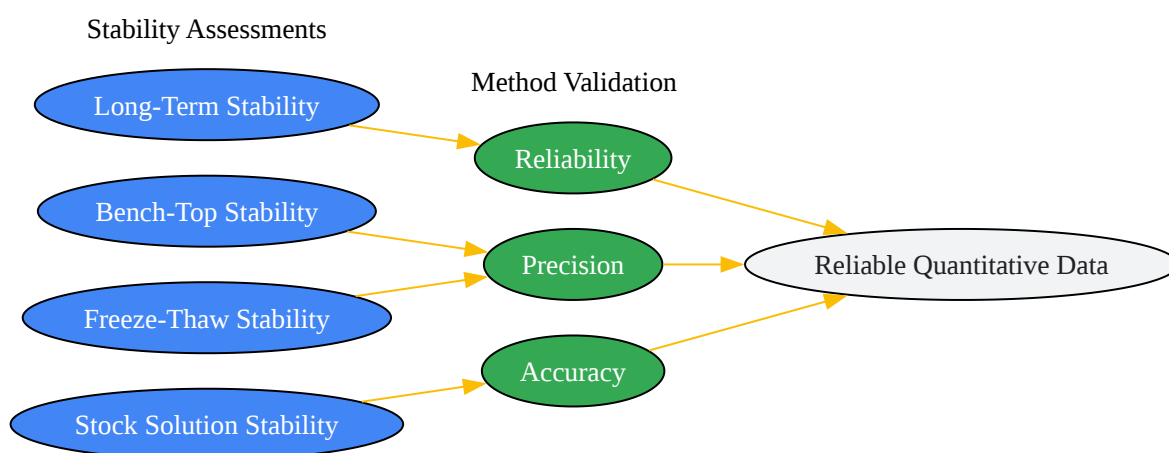 Stability Assessments
Long-Term Stability
Bench-Top Stability
Freeze-Thaw Stability
Stock Solution Stability
Method Validation
Reliability
Precision
Accuracy
Reliable Quantitative Data